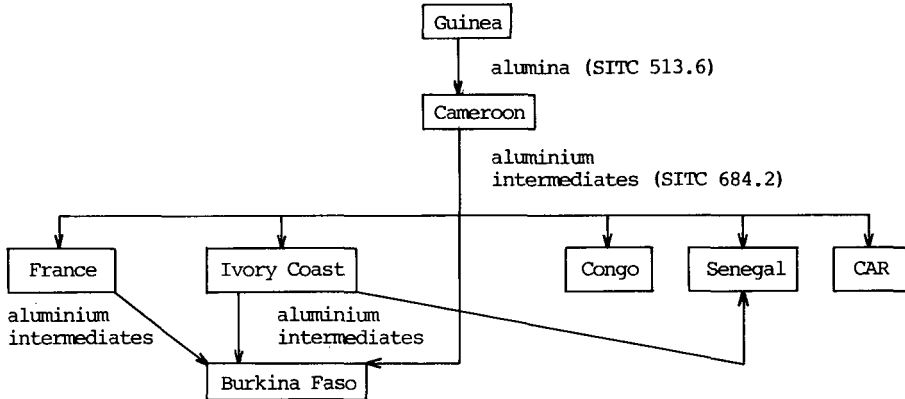 Guinea
alumina (SITC 513.6)
Cameroon
aluminium
intermediates (SITC 684.2)
France
Ivory Coast
Congo
Senegal
CAR
aluminium
intermediates
aluminium
intermediates
Burkina Faso